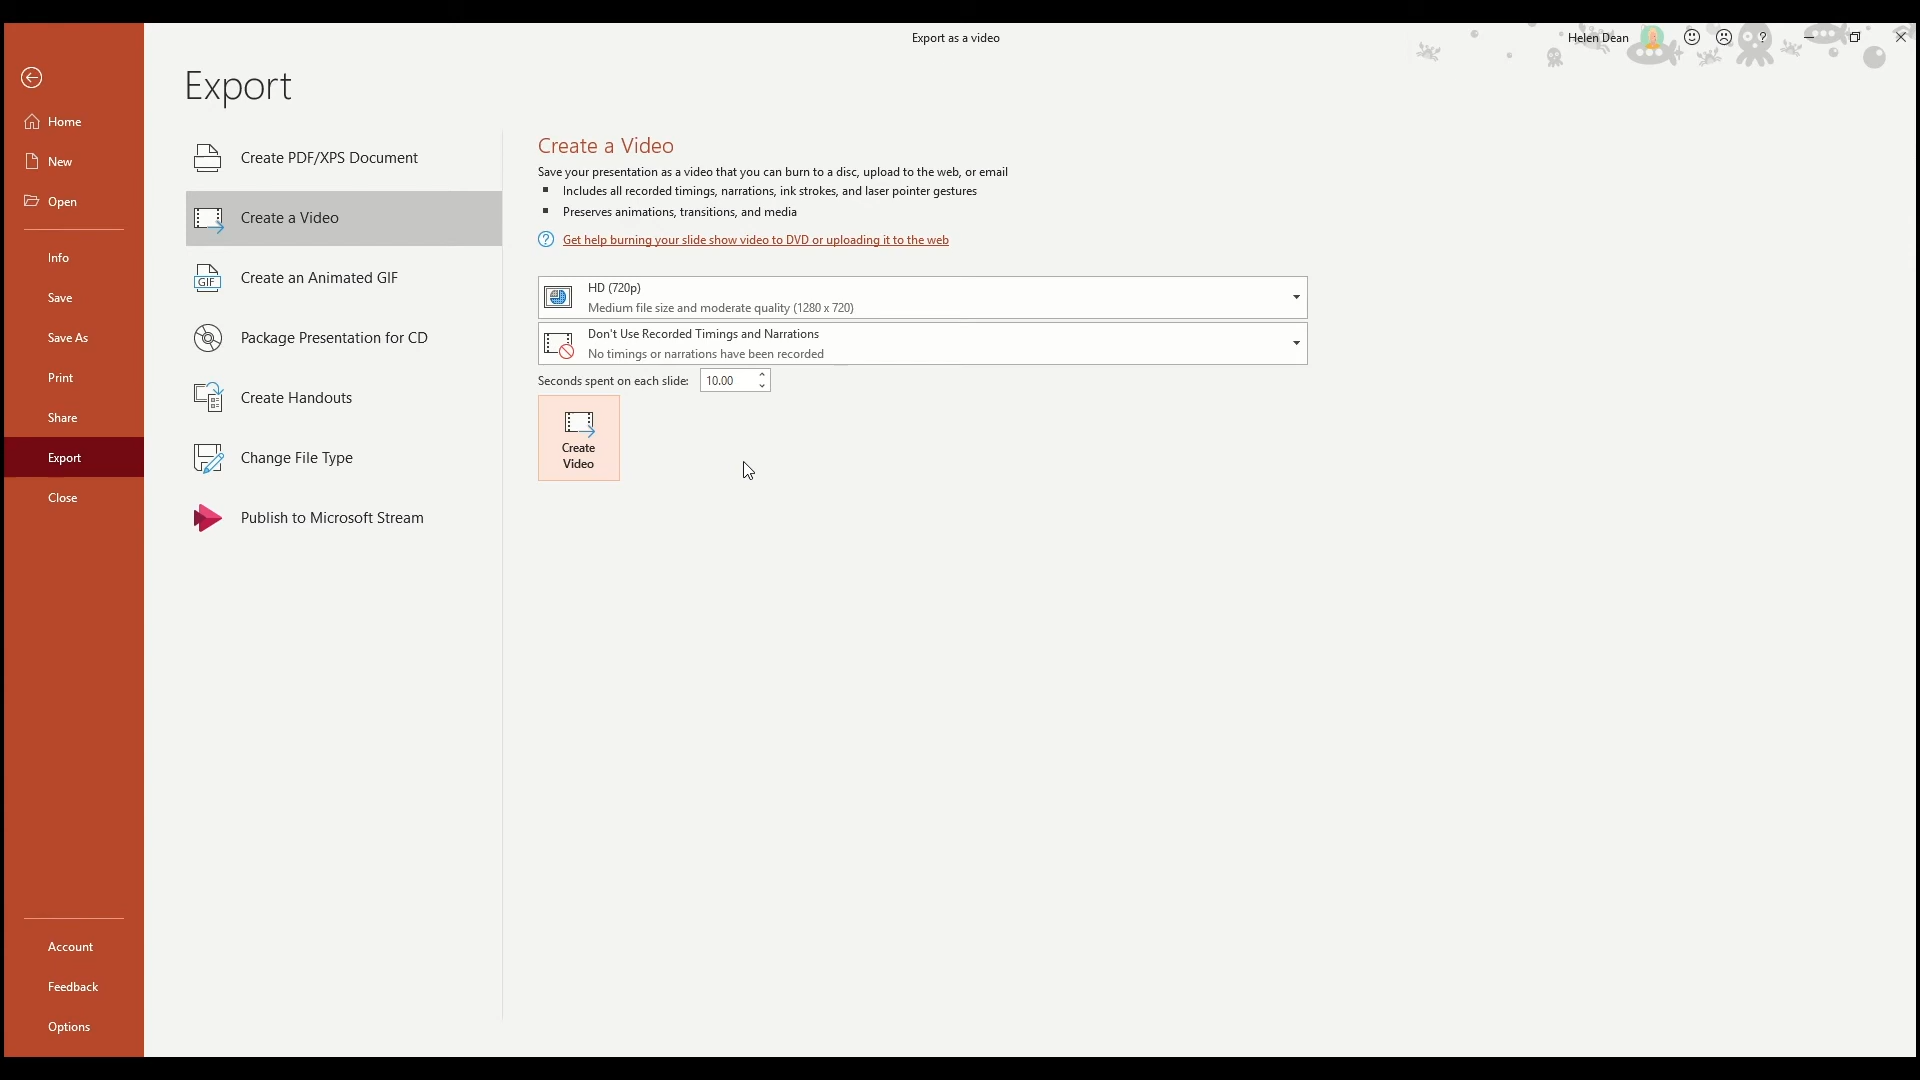 Export as a video
Helen Dean
?
Export
Home
New
Open
Info
Save
Save As
Print
Share
Export
Close
Account
Feedback
Options
Create PDF/XPS Document
Create a Video
GIF
Create an Animated GIF
Package Presentation for CD
Create Handouts
Change File Type
Publish to Microsoft Stream
Create a Video
Save your presentation as a video that you can burn to a disc, upload to the web, or email
Includes all recorded timings, narrations, ink strokes, and laser pointer gestures
Preserves animations, transitions, and media
? Get help burning your slide show video to DVD or uploading it to the web
HD (720p)
Medium file size and moderate quality (1280 x 720)
Don't Use Recorded Timings and Narrations
No timings or narrations have been recorded
Seconds spent on each slide: 10.00
Create
Video